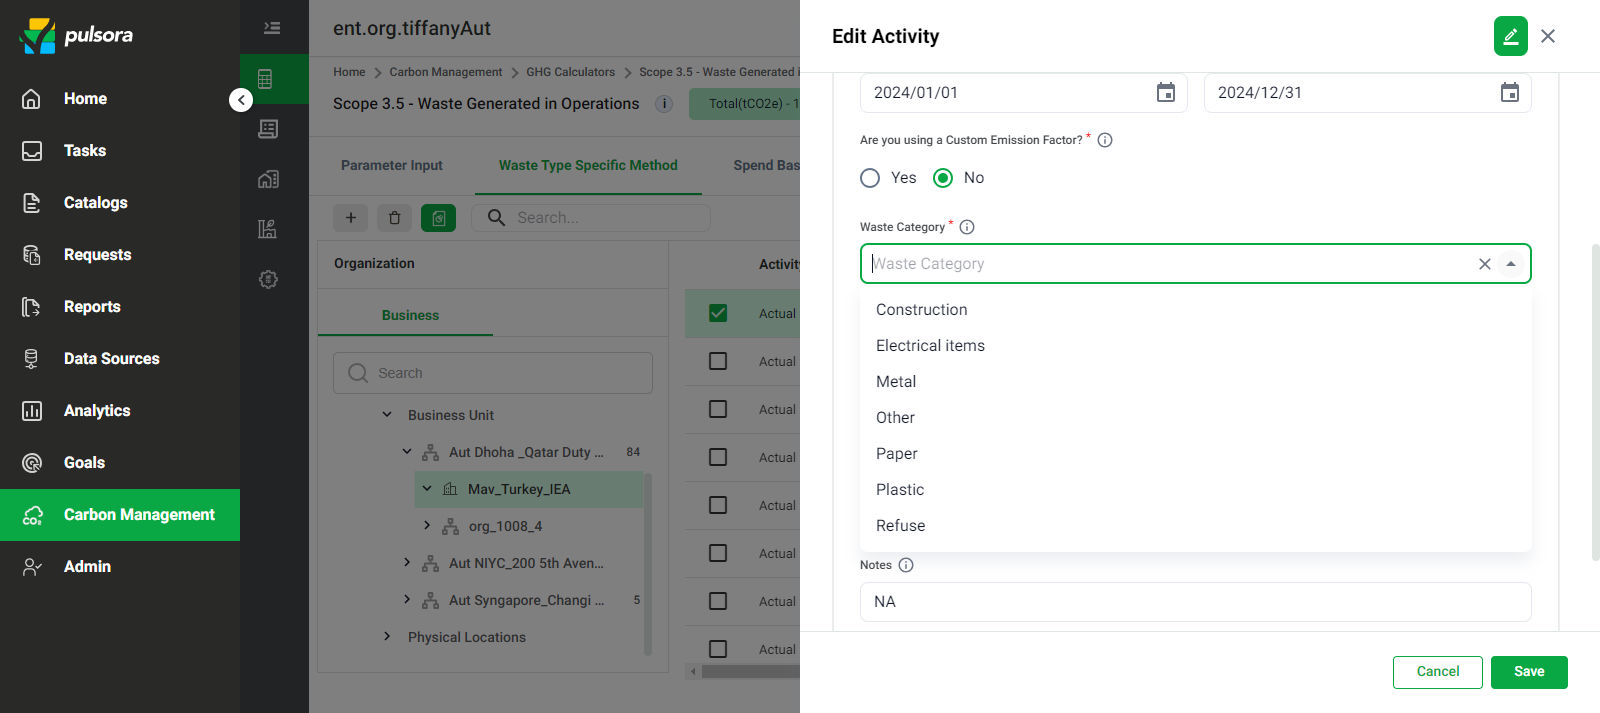 pulsora
Home
Tasks
Catalogs
Requests
Reports
Data Sources
Analytics
Goals
CO2
Carbon Management
Admin
ent.org.tiffanyAut
Home > Carbon Management > GHG Calculators > Scope 3.5 - Waste Generated
Scope 3.5 - Waste Generated in Operations i Total(tCO2e) - 1
Parameter Input
Waste Type Specific Method
Spend Bas
Search...
Organization
Business
Search
Business Unit
Aut Dhoha _Qatar Duty ... 84
Mav_Turkey_IEA
org_1008_4
Aut NIYC_200 5th Aven...
Aut Syngapore_Changi ... 5
Physical Locations
Activity
Actual
Actual
Actual
Actual
Actual
Actual
Actual
Actual
Edit Activity
2024/01/01
2024/12/31
Are you using a Custom Emission Factor? *
Yes
No
Waste Category *
Waste Category
Construction
Electrical items
Metal
Other
Paper
Plastic
Refuse
Notes
NA
Cancel
Save